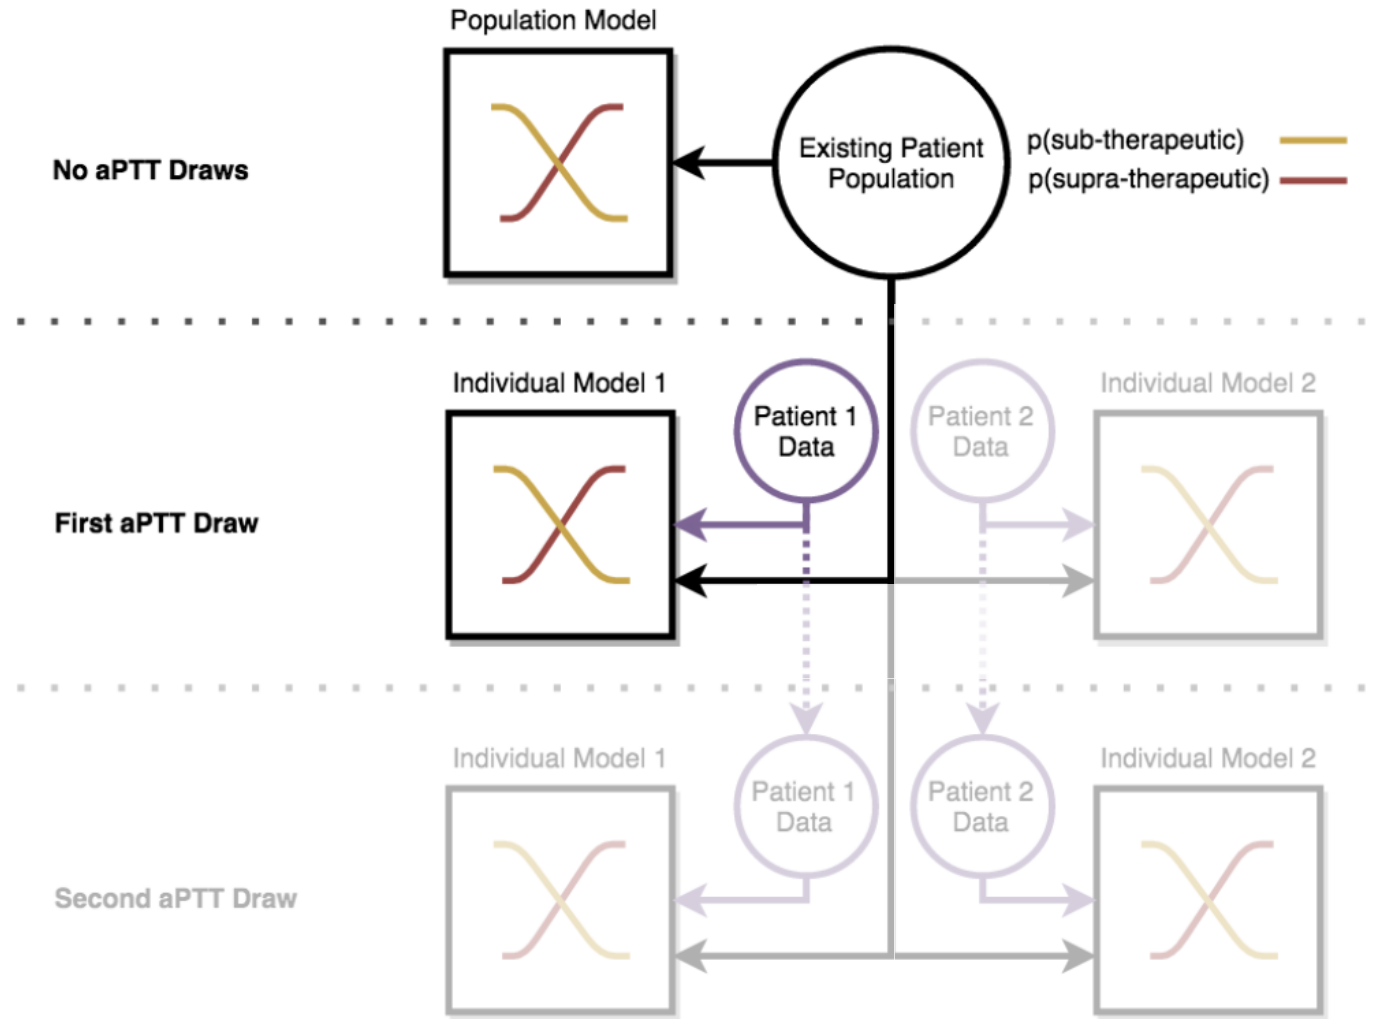 Population Model
No aPTT Draws
Existing Patient
Population
p(sub-therapeutic)
p(supra-therapeutic)
Individual Model 1
Patient 1
Data
Patient 2
Data
Individual Model 2
First aPTT Draw
Individual Model 1
Patient 1
Data
Patient 2
Data
Individual Model 2
Second aPTT Draw